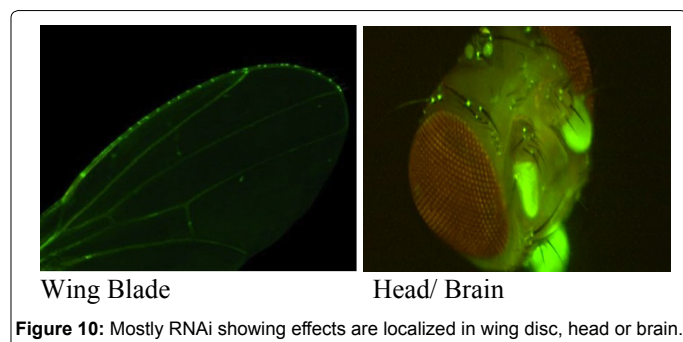 Wing Blade Head/ Brain
Figure 10: Mostly RNAi showing effects are localized in wing disc, head or brain.